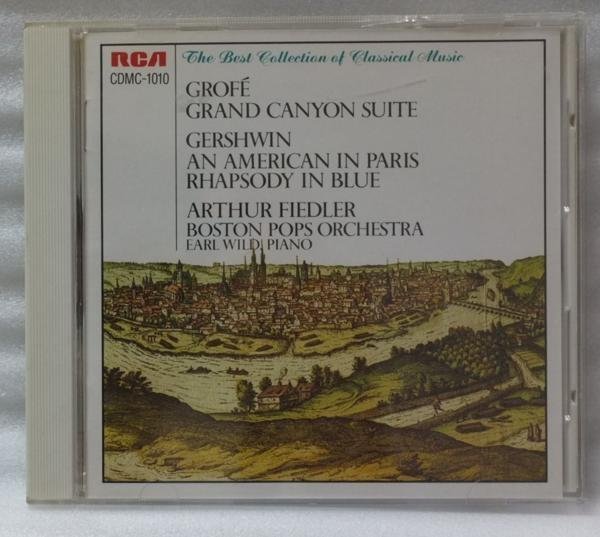 RCA
CDMC-1010
The Best Collection of Classical Music
GROFÉ
GRAND CANYON SUITE
GERSHWIN
AN AMERICAN IN PARIS
RHAPSODY IN BLUE
ARTHUR FIEDLER
BOSTON POPS ORCHESTRA
EARL WILD, PIANO